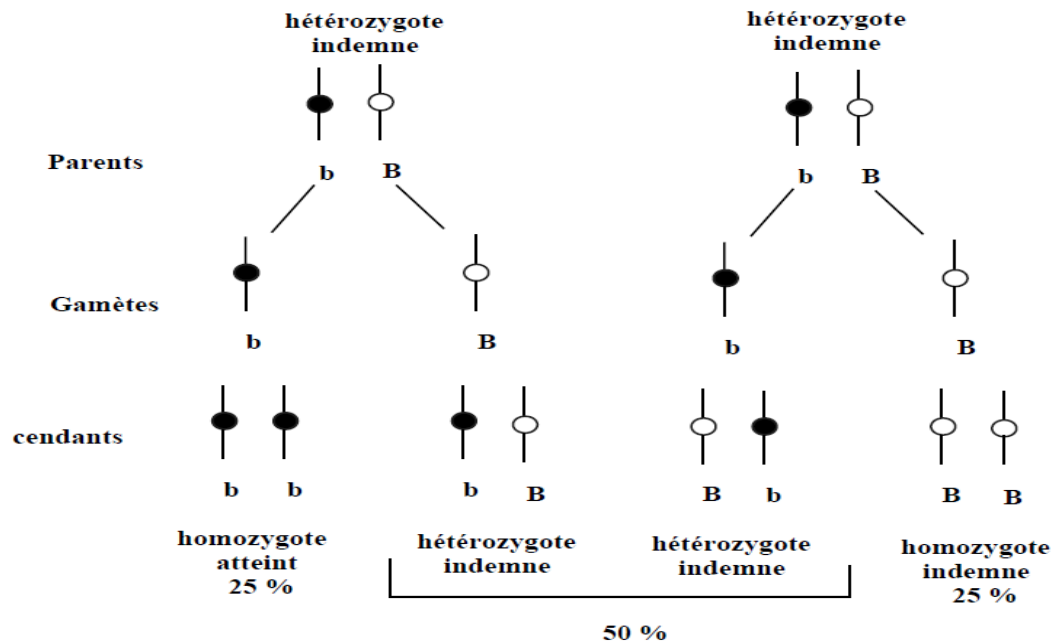 hétérozygote
indemne
hétérozygote
indemne
Parents
b B
b B
Gamètes
b
B
b
B
cendants
b b
b B
B b
B B
homozygote
atteint
25 %
hétérozygote
indemne
hétérozygote
indemne
homozygote
indemne
25 %
50 %